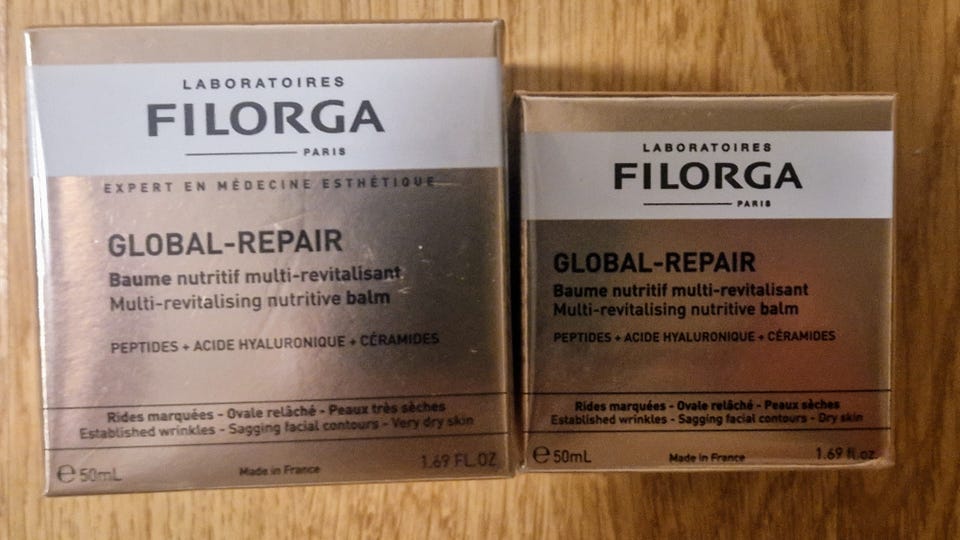 LABORATOIRES
FILORGA
PARIS
EXPERT EN MÉDECINE ESTHÉTIQUE
GLOBAL-REPAIR
Baume nutritif multi-revitalisant
Multi-revitalising nutritive balm
PEPTIDES + ACIDE HYALURONIQUE + CÉRAMIDES
Rides marquées - Ovale relâché - Peaux très sèches
Established wrinkles - Sagging facial contours - Very dry skin
℮ 50mL Made in France 1.69 FL.OZ
LABORATOIRES
FILORGA
PARIS
GLOBAL-REPAIR
Baume nutritif multi-revitalisant
Multi-revitalising nutritive balm
PEPTIDES + ACIDE HYALURONIQUE + CÉRAMIDES
Rides marquées - Ovale relâché - Peaux sèches
Established wrinkles - Sagging facial contours - Dry skin
℮ 50mL Made in France 1.69 fl.oz